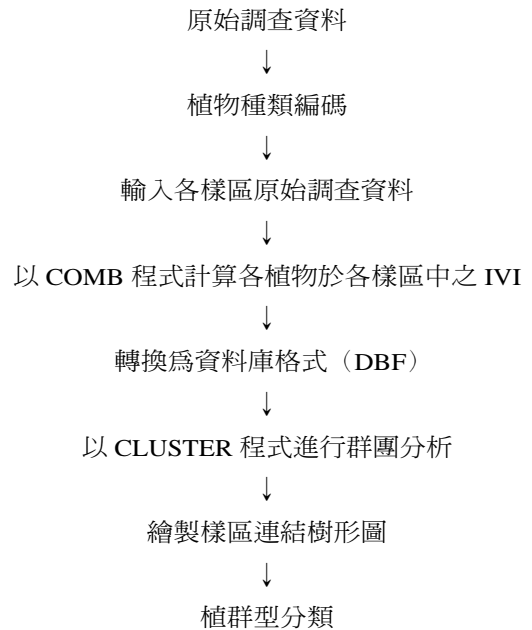 原始調查資料
↓
植物種類編碼
↓
輸入各樣區原始調查資料
↓
以 COMB 程式計算各植物於各樣區中之 IVI
↓
轉換爲資料庫格式（DBF）
↓
以 CLUSTER 程式進行群團分析
↓
繪製樣區連結樹形圖
↓
植群型分類